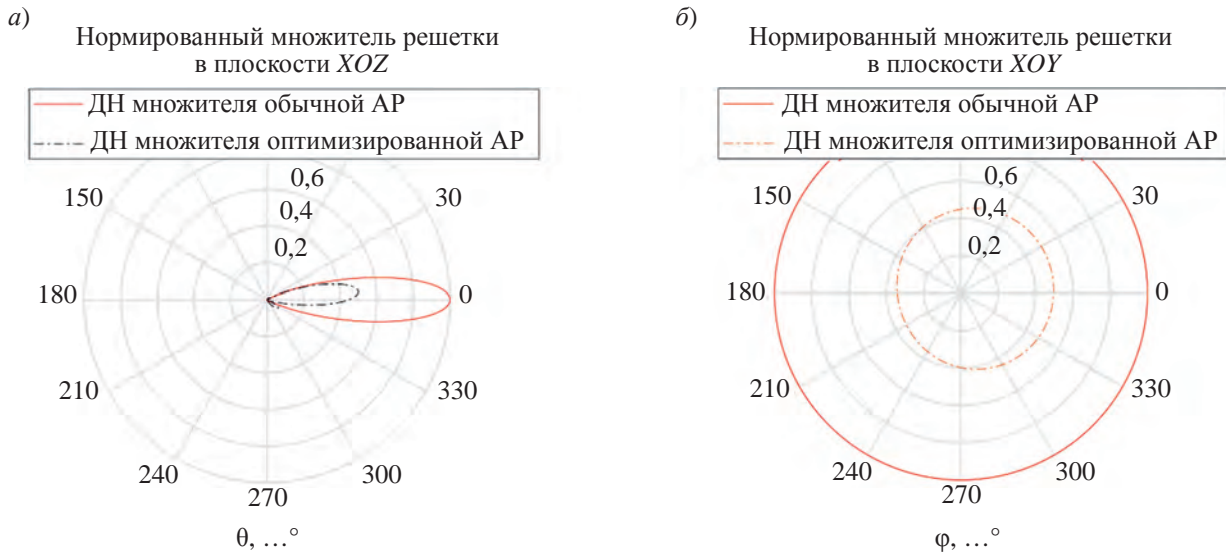 а)
Нормированный множитель решетки
в плоскости XOZ
ДН множителя обычной АР
ДН множителя оптимизированной АР
0,6
0,4
0,2
150
30
180
0
210
330
240
300
270
θ, ...°
б)
Нормированный множитель решетки
в плоскости XOY
ДН множителя обычной АР
ДН множителя оптимизированной АР
0,6
0,4
0,2
150
30
180
0
210
330
240
300
270
φ, ...°